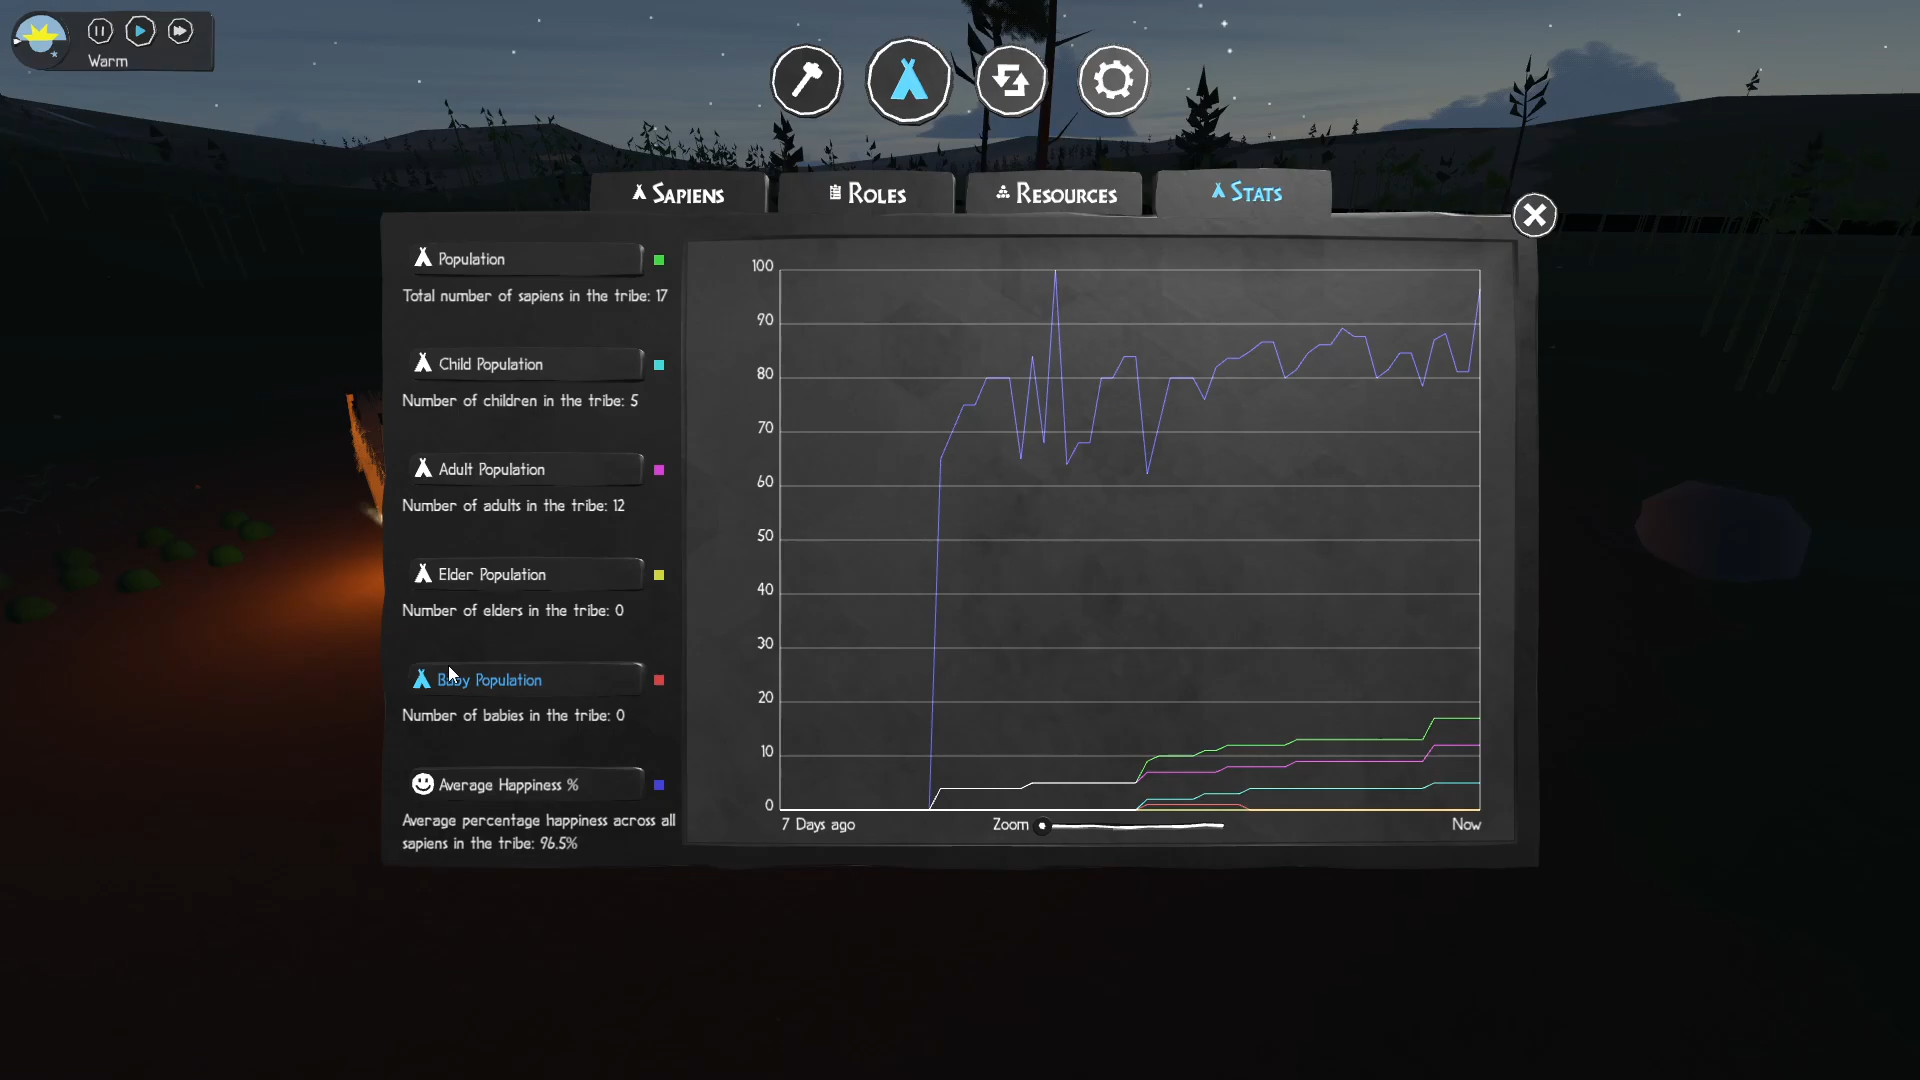 Warm
Sapiens
Roles
Resources
Stats
Population
Total number of sapiens in the tribe: 17
Child Population
Number of children in the tribe: 5
Adult Population
Number of adults in the tribe: 12
Elder Population
Number of elders in the tribe: 0
Baby Population
Number of babies in the tribe: 0
Average Happiness %
Average percentage happiness across all
sapiens in the tribe: 96.5%
100
90
80
70
60
50
40
30
20
10
0
7 Days ago
Zoom
Now